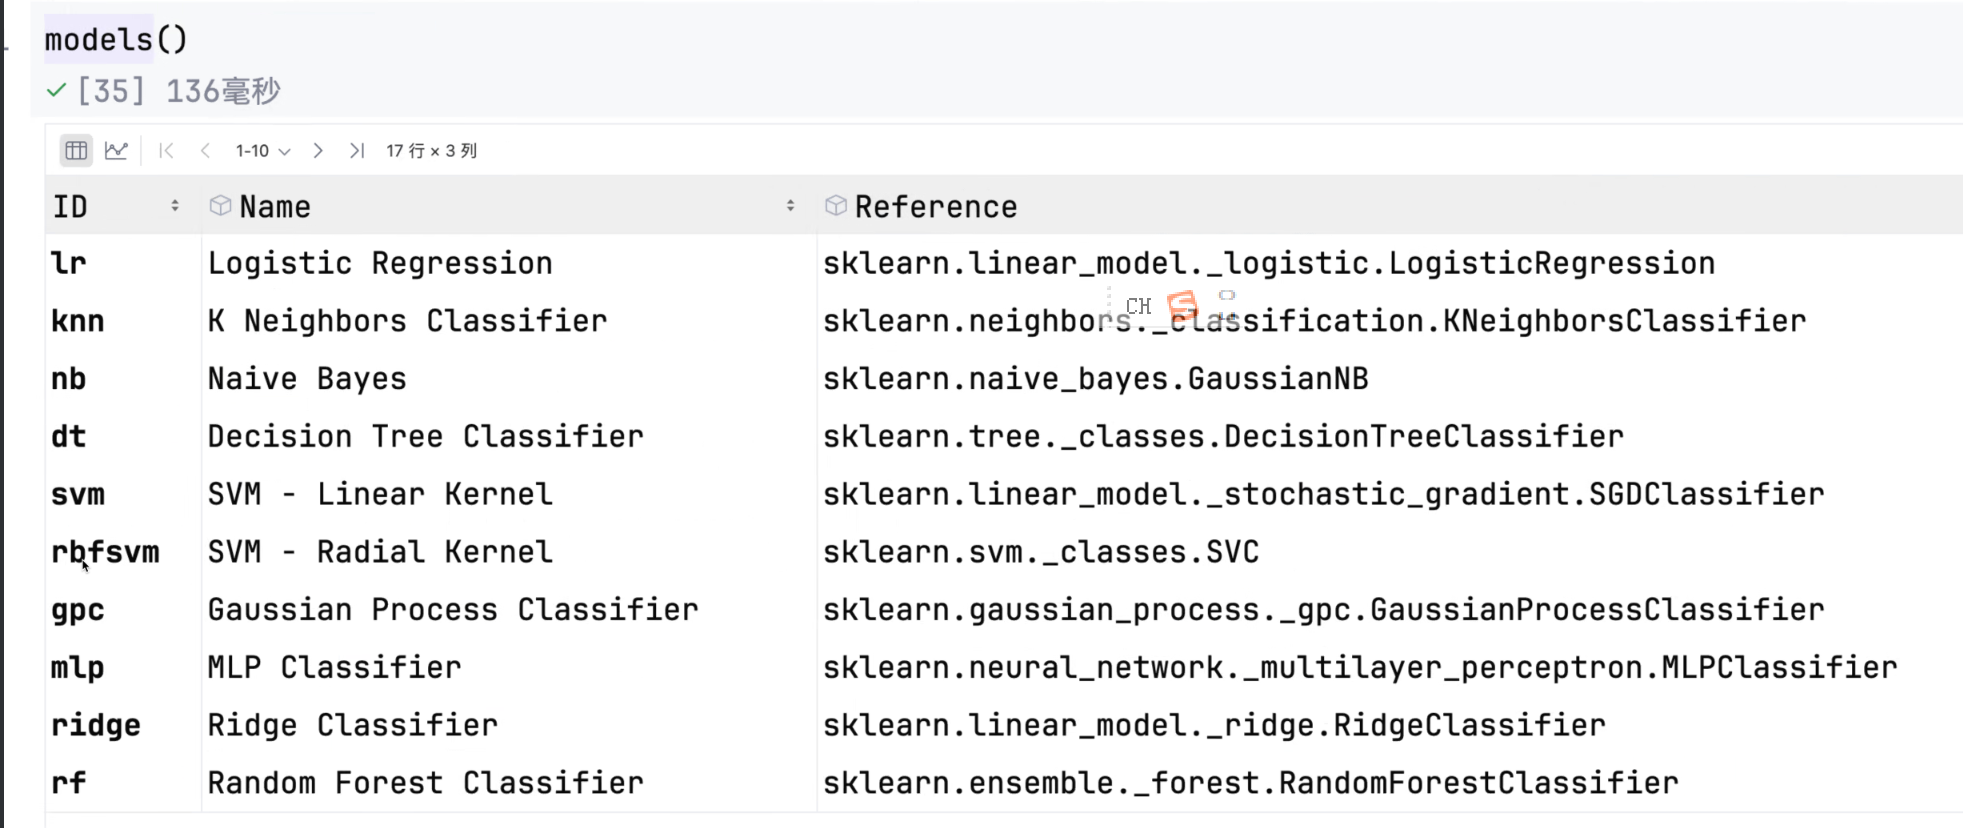 models()
[35] 136毫秒
1-10 17 行 × 3 列
ID Name Reference
lr Logistic Regression sklearn.linear_model._logistic.LogisticRegression
CH
knn K Neighbors Classifier sklearn.neighbors._classification.KNeighborsClassifier
nb Naive Bayes sklearn.naive_bayes.GaussianNB
dt Decision Tree Classifier sklearn.tree._classes.DecisionTreeClassifier
svm SVM - Linear Kernel sklearn.linear_model._stochastic_gradient.SGDClassifier
rbfsvm SVM - Radial Kernel sklearn.svm._classes.SVC
gpc Gaussian Process Classifier sklearn.gaussian_process._gpc.GaussianProcessClassifier
mlp MLP Classifier sklearn.neural_network._multilayer_perceptron.MLPClassifier
ridge Ridge Classifier sklearn.linear_model._ridge.RidgeClassifier
rf Random Forest Classifier sklearn.ensemble._forest.RandomForestClassifier